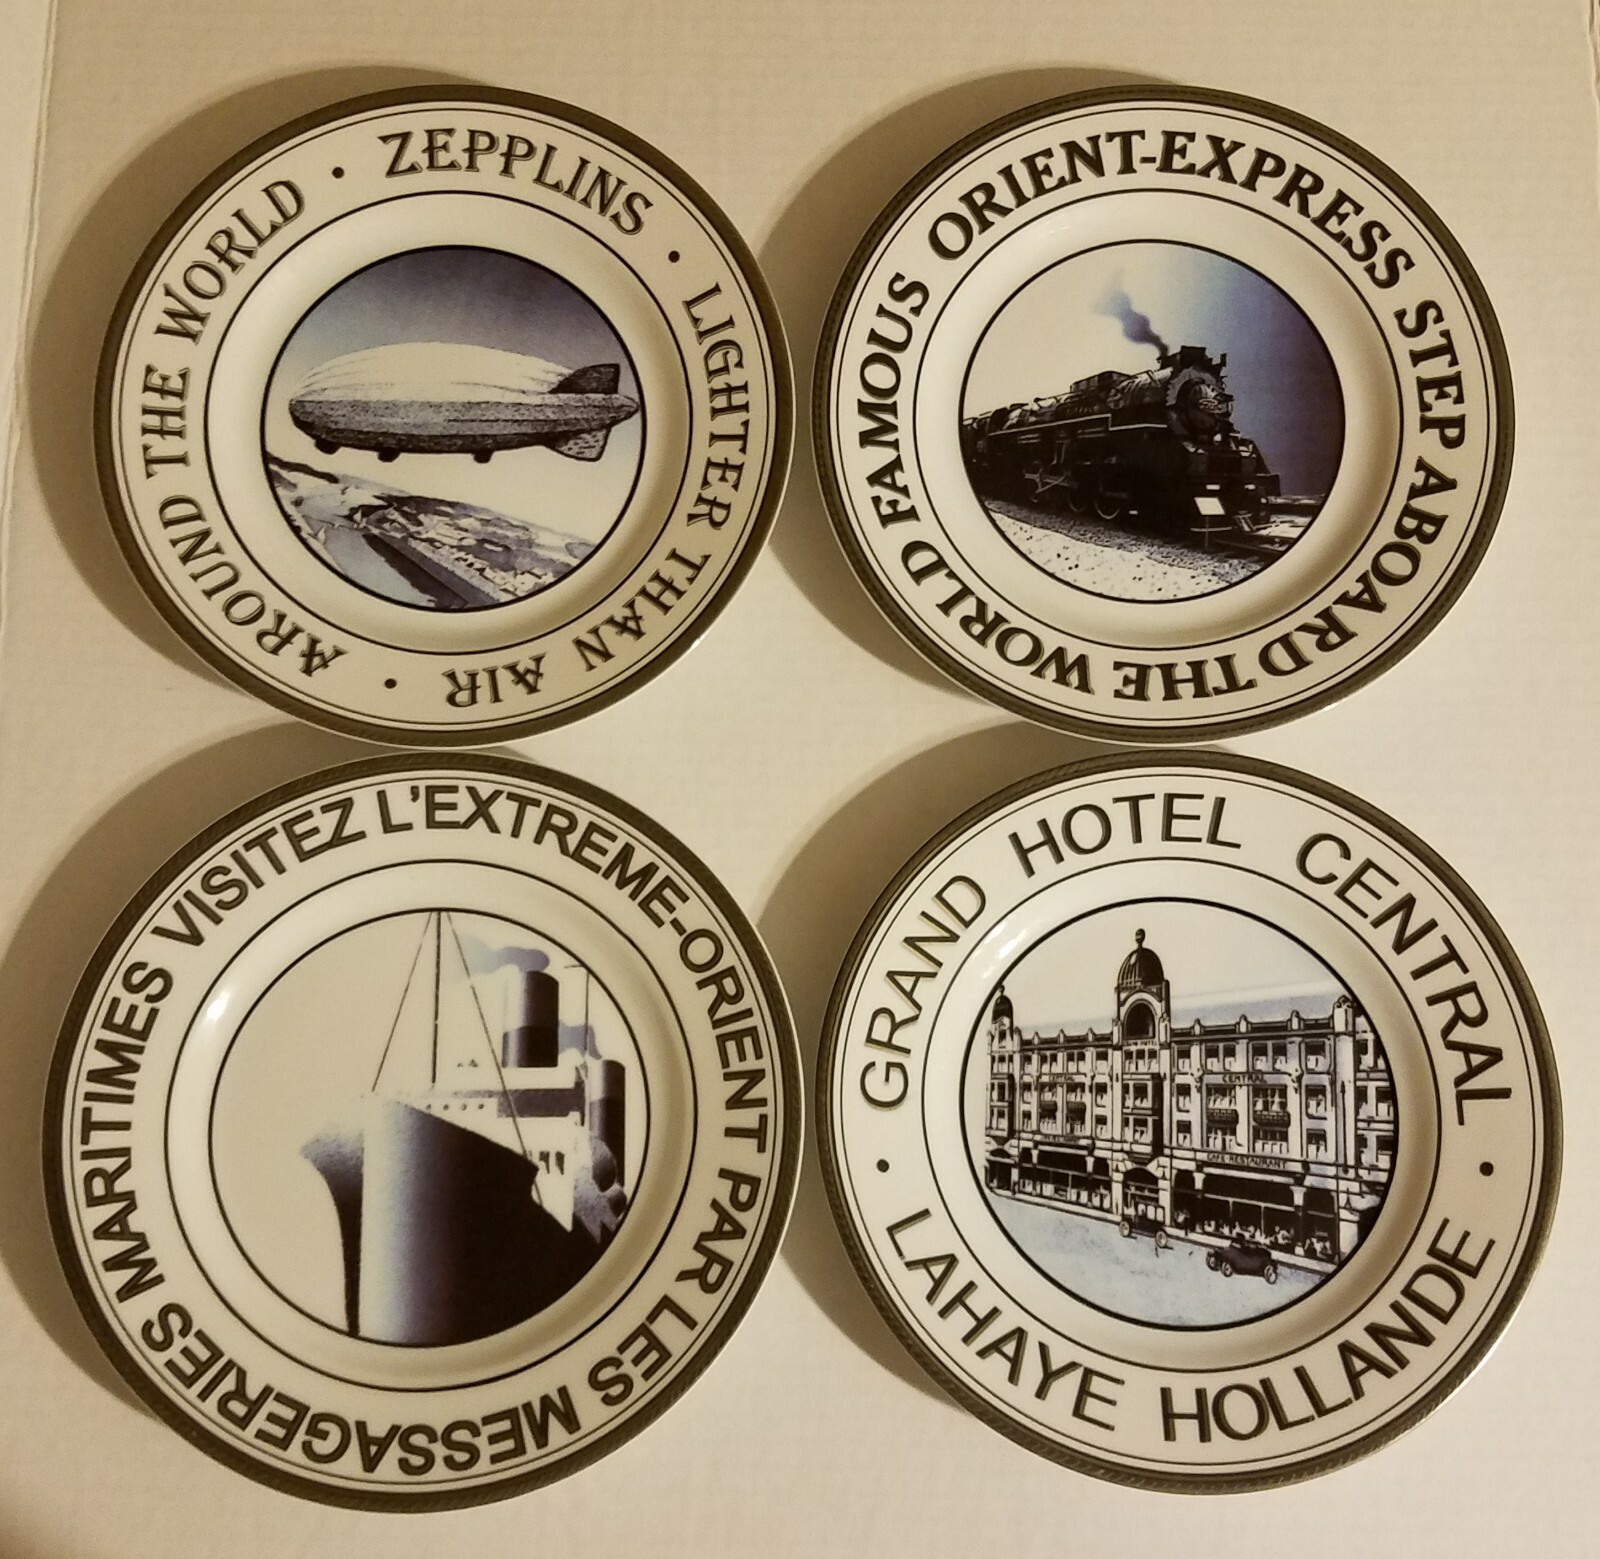 ZEPPLINS · LIGHTER THAN AIR · AROUND THE WORLD ·
ORIENT-EXPRESS STEP ABOARD THE WORLD FAMOUS
VISITEZ L'EXTREME-ORIENT PAR LES MESSAGERIES MARITIMES
GRAND HOTEL CENTRAL
· LAHAYE HOLLANDE ·
CENTRAL
CENTRAL
CAFE RESTAURANT